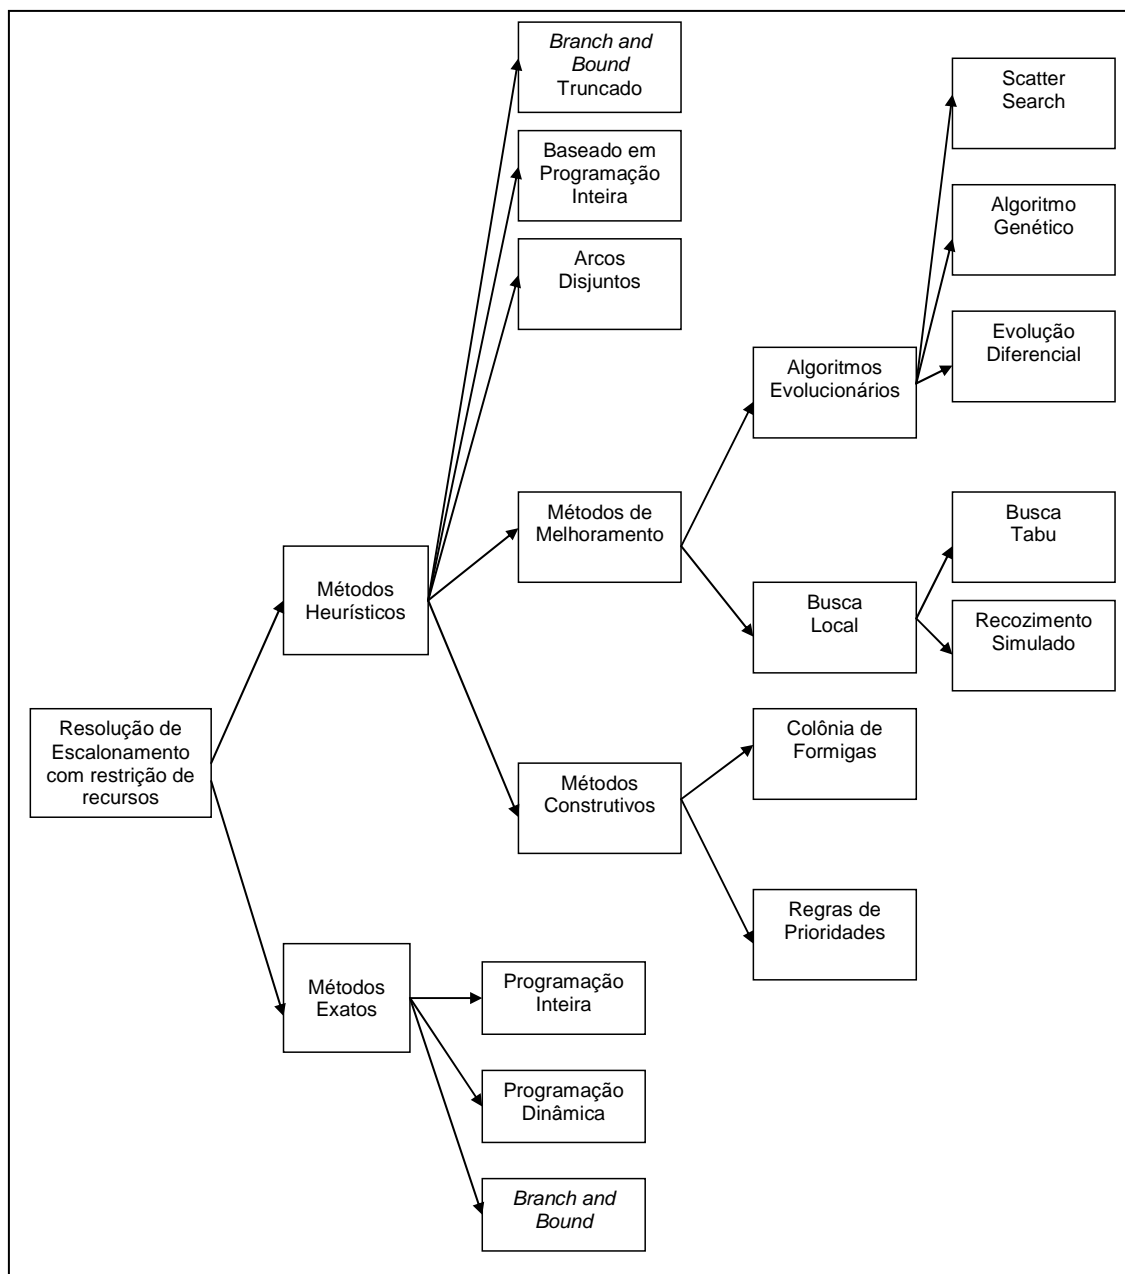 Branch and
Bound
Truncado
Scatter
Search
Baseado em
Programação
Inteira
Algoritmo
Genético
Arcos
Disjuntos
Evolução
Diferencial
Algoritmos
Evolucionários
Métodos de
Melhoramento
Busca
Tabu
Métodos
Heurísticos
Busca
Local
Recozimento
Simulado
Resolução de
Escalonamento
com restrição de
recursos
Colônia de
Formigas
Métodos
Construtivos
Regras de
Prioridades
Métodos
Exatos
Programação
Inteira
Programação
Dinâmica
Branch and
Bound